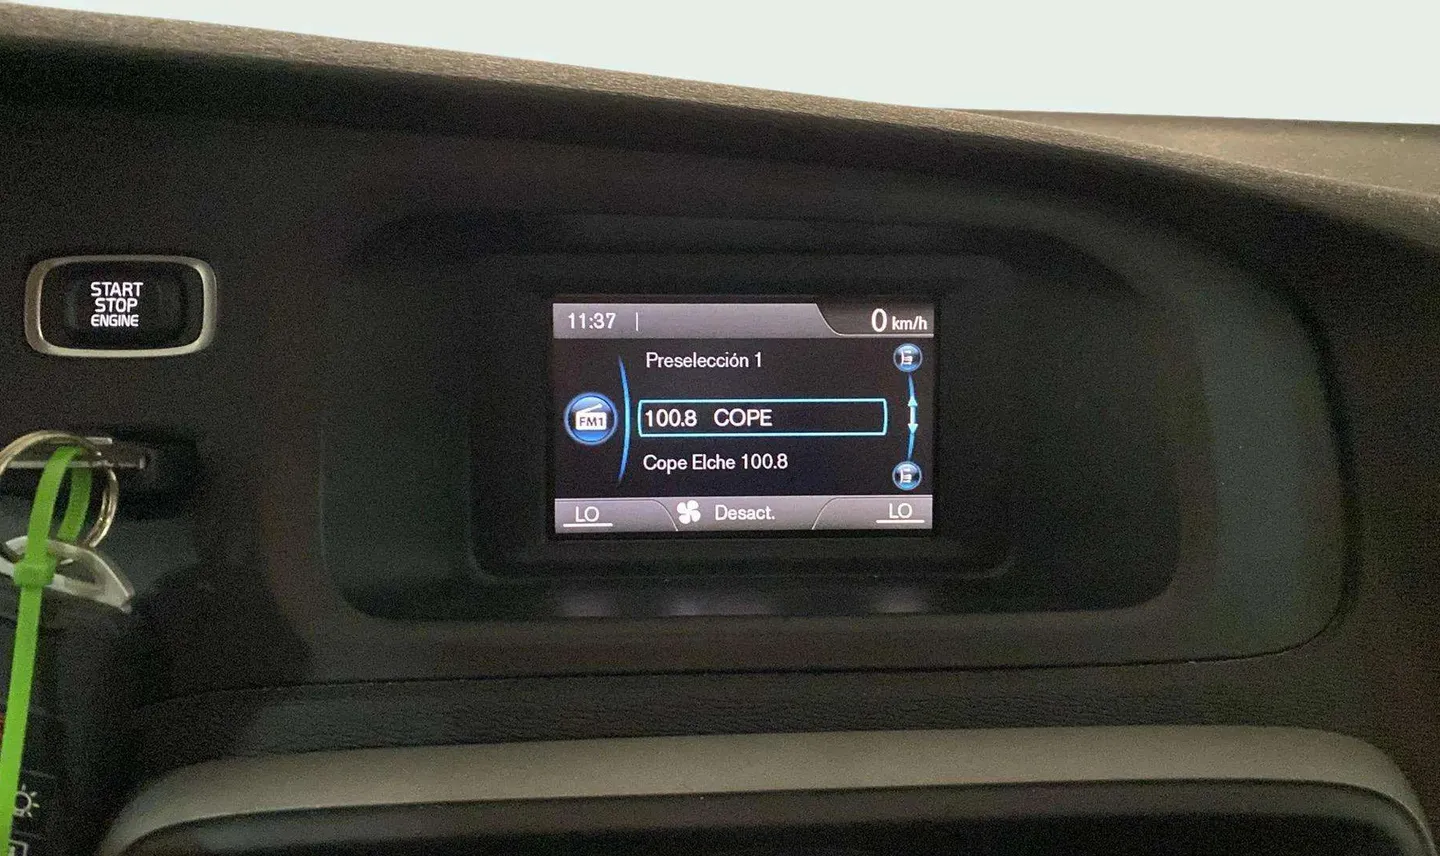 START
STOP
ENGINE
11:37
0 km/h
Preselección 1
FM1
100.8 COPE
Cope Elche 100.8
LO
Desact.
LO